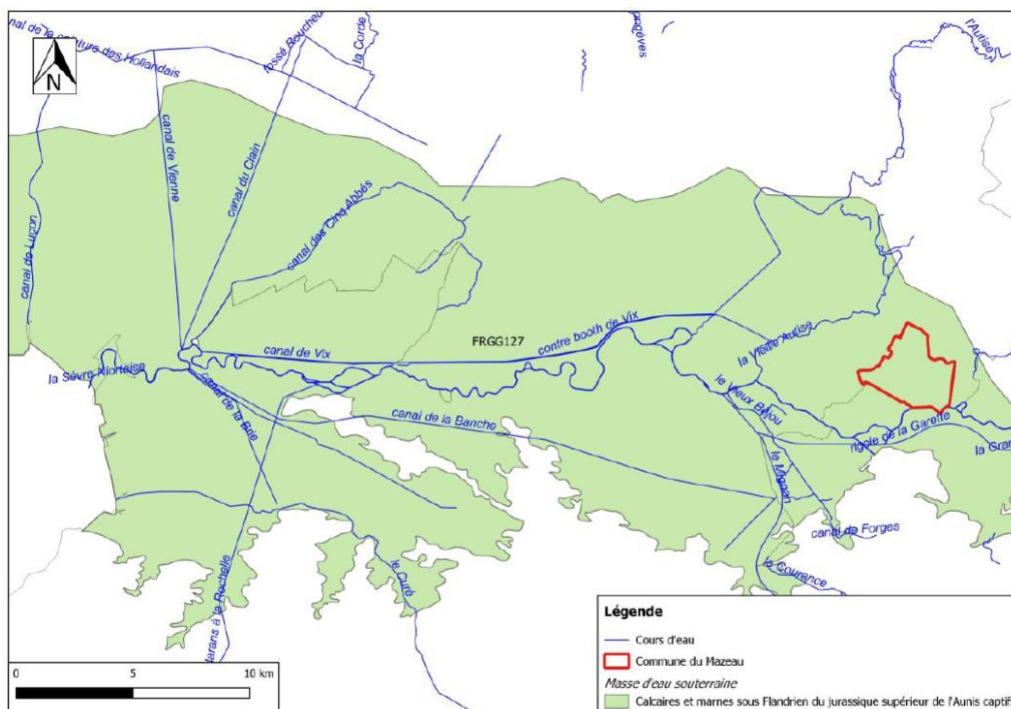 nal de la ceinture des Hollandais
fossé Boucheu
la Corde
l'Autise
N
canal de Luçon
canal de Vienne
canal du Clain
canal des Cinq Abbés
FRGG127
canal de Vix
contre booth de Vix
la Vieille Autise
la Sèvre Niortaise
canal de la Brie
canal de la Banche
le Vieux Béjou
rigole de la Garette
la Gran
le Mignon
canal de Forges
le Curé
la Courance
Marans à la Rochelle
0 5 10 km
Légende
Cours d'eau
Commune du Mazeau
Masse d'eau souterraine
Calcaires et marnes sous Flandrien du jurassique supérieur de l'Aunis captifs